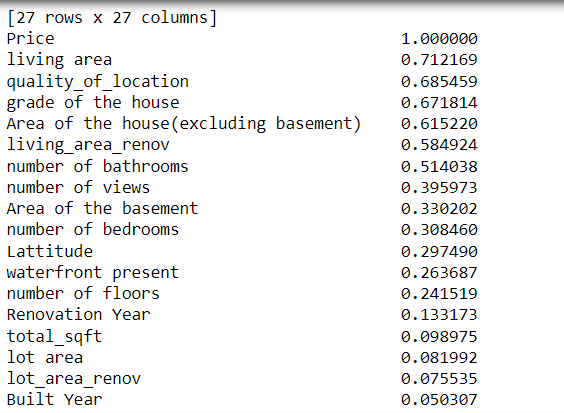 [27 rows x 27 columns]
Price 1.000000
living area 0.712169
quality_of_location 0.685459
grade of the house 0.671814
Area of the house(excluding basement) 0.615220
living_area_renov 0.584924
number of bathrooms 0.514038
number of views 0.395973
Area of the basement 0.330202
number of bedrooms 0.308460
Lattitude 0.297490
waterfront present 0.263687
number of floors 0.241519
Renovation Year 0.133173
total_sqft 0.098975
lot area 0.081992
lot_area_renov 0.075535
Built Year 0.050307